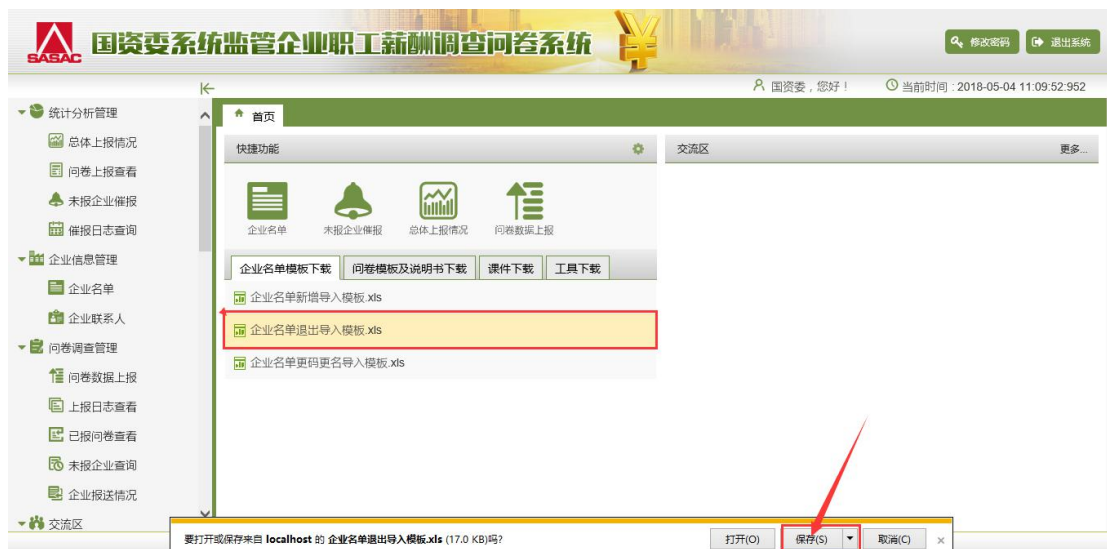 SASAC 国资委系统监管企业职工薪酬调查问卷系统
修改密码 退出系统
国资委，您好！ 当前时间：2018-05-04 11:09:52:952
统计分析管理
总体上报情况
问卷上报查看
未报企业催报
催报日志查询
企业信息管理
企业名单
企业联系人
问卷调查管理
问卷数据上报
上报日志查看
已报问卷查看
未报企业查询
企业报送情况
交流区
首页
快捷功能
企业名单 未报企业催报 总体上报情况 问卷数据上报
企业名单模板下载 问卷模板及说明书下载 课件下载 工具下载
企业名单新增导入模板.xls
企业名单退出导入模板.xls
企业名单更码更名导入模板.xls
交流区 更多...
要打开或保存来自 localhost 的 企业名单退出导入模板.xls (17.0 KB)吗?
打开(O) 保存(S) 取消(C) ×